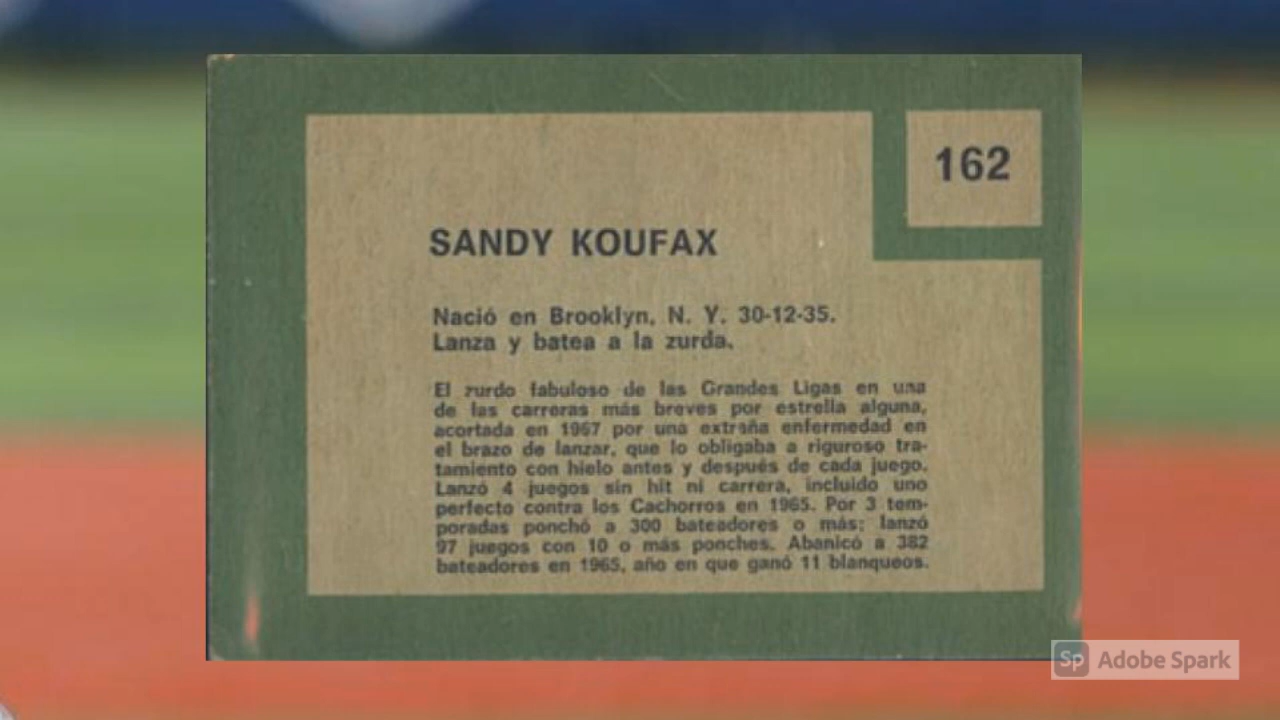 162
SANDY KOUFAX
Nació en Brooklyn, N. Y. 30-12-35.
Lanza y batea a la zurda.
El zurdo fabuloso de las Grandes Ligas en una
de las carreras más breves por estrella alguna,
acortada en 1967 por una extraña enfermedad en
el brazo de lanzar, que lo obligaba a riguroso tra-
tamiento con hielo antes y después de cada juego.
Lanzó 4 juegos sin hit ni carrera, incluido uno
perfecto contra los Cachorros en 1965. Por 3 tem-
poradas ponchó a 300 bateadores o más; lanzó
97 juegos con 10 o más ponches. Abanicó a 382
bateadores en 1965, año en que ganó 11 blanqueos.
Sp Adobe Spark